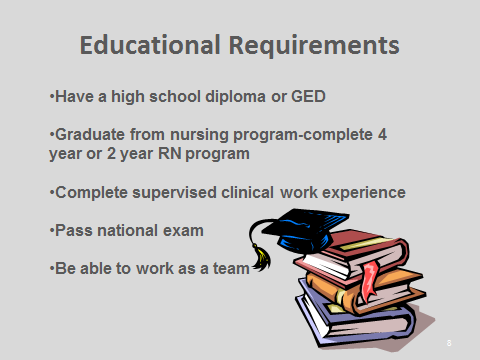 Educational Requirements
•Have a high school diploma or GED
•Graduate from nursing program-complete 4
year or 2 year RN program
•Complete supervised clinical work experience
•Pass national exam
•Be able to work as a team
8